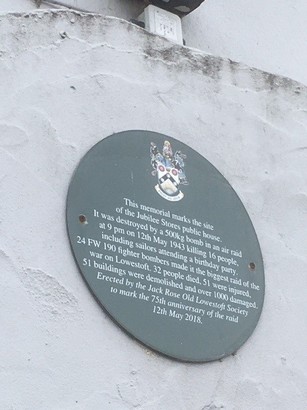 This memorial marks the site
of the Jubilee Stores public house.
It was destroyed by a 500kg bomb in an air raid
at 9 pm on 12th May 1943 killing 16 people,
including sailors attending a birthday party.
24 FW 190 fighter bombers made it the biggest raid of the
war on Lowestoft. 32 people died, 51 were injured,
51 buildings were demolished and over 1000 damaged.
Erected by the Jack Rose Old Lowestoft Society
to mark the 75th anniversary of the raid
12th May 2018.